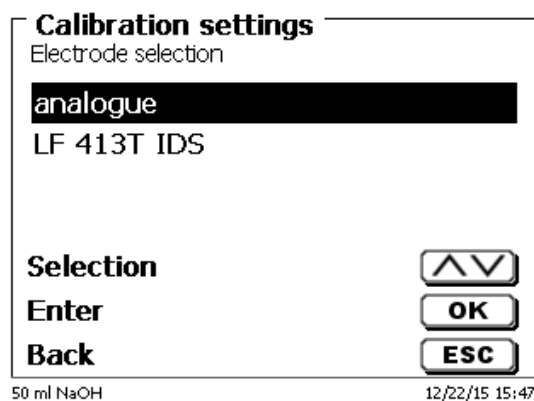 Calibration settings
Electrode selection
analogue
LF 413T IDS
Selection
Enter OK
Back ESC
50 ml NaOH 12/22/15 15:47